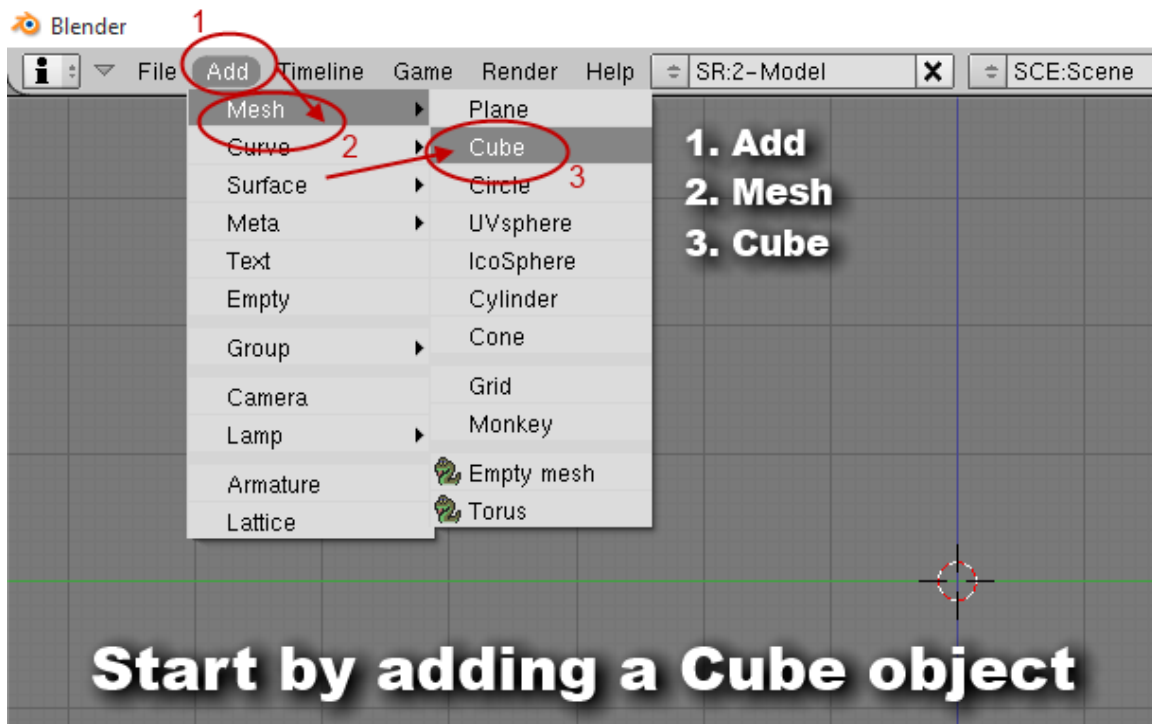 Blender
1
File Add Timeline Game Render Help SR:2-Model SCE:Scene
Mesh
Curve
Surface
Meta
Text
Empty
Group
Camera
Lamp
Armature
Lattice
2
Plane
Cube
Circle
UVsphere
IcoSphere
Cylinder
Cone
Grid
Monkey
Empty mesh
Torus
3
1. Add
2. Mesh
3. Cube
Start by adding a Cube object